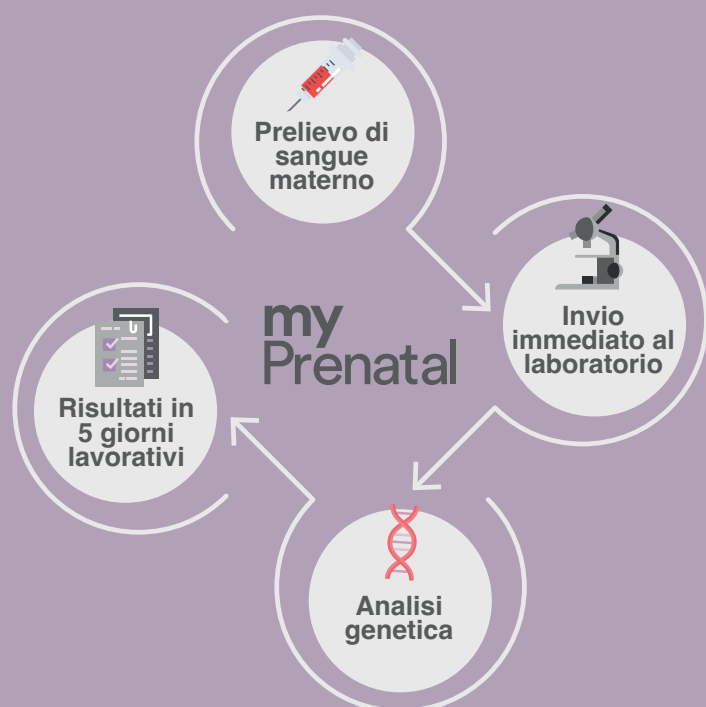 Prelievo di
sangue
materno
Invio
immediato al
laboratorio
my
Prenatal
Risultati in
5 giorni
lavorativi
Analisi
genetica